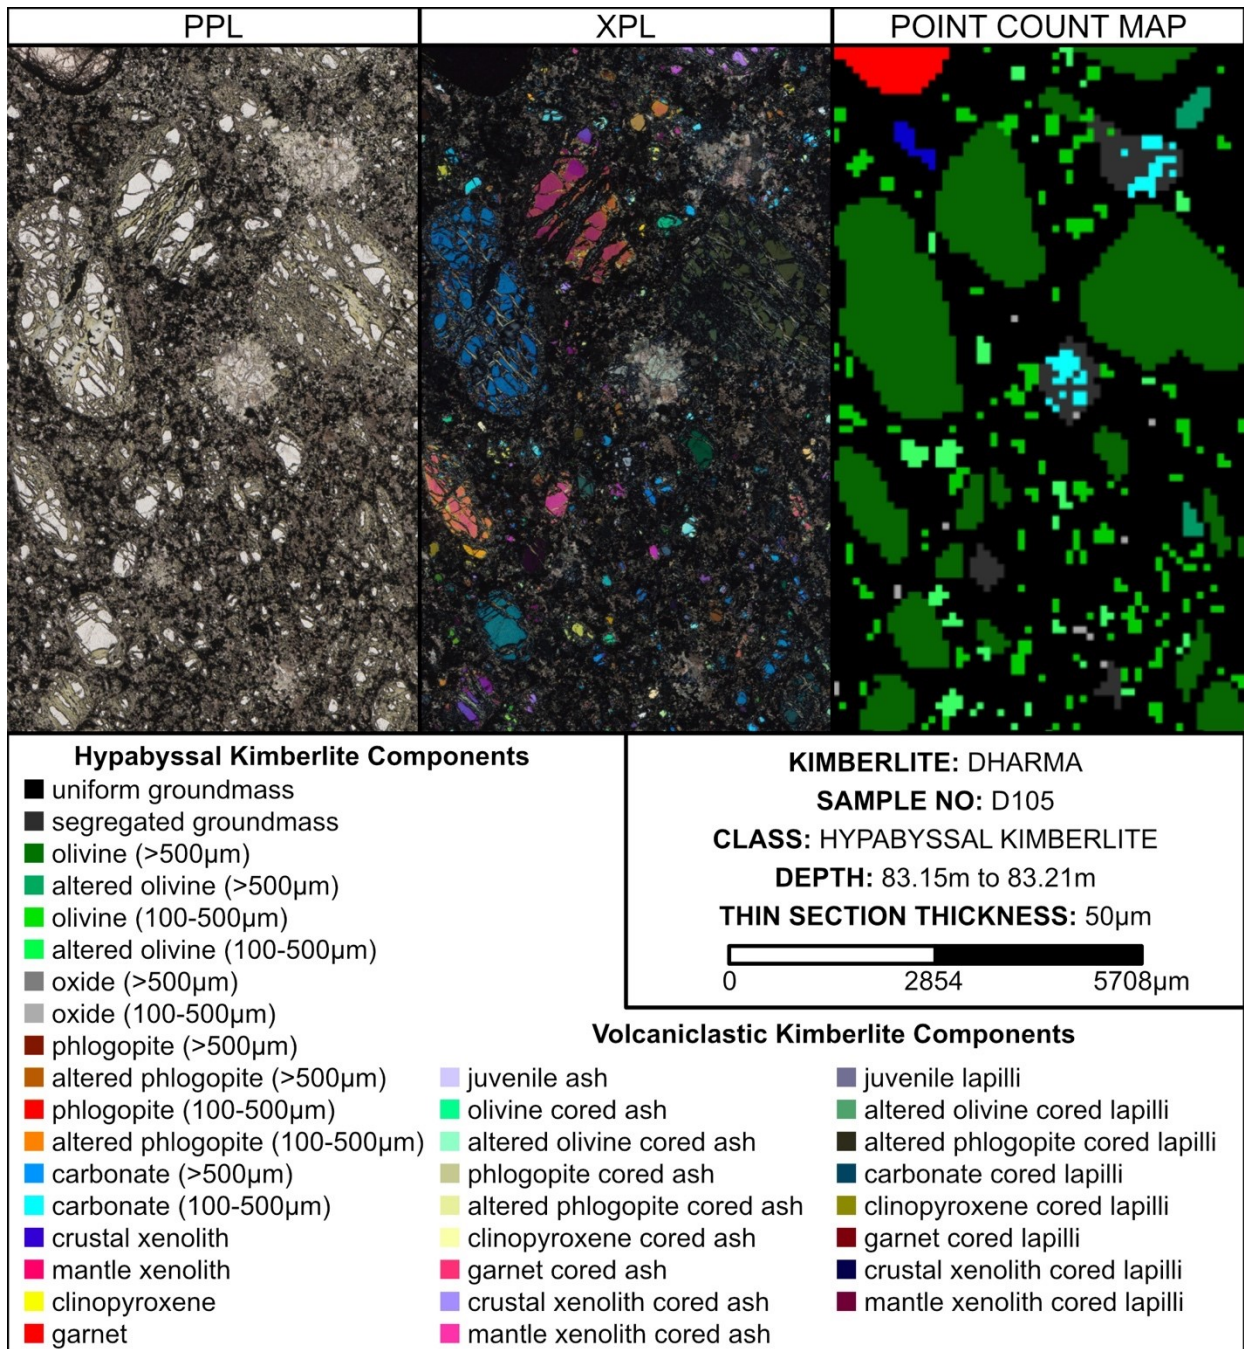 PPL
XPL
POINT COUNT MAP
Hypabyssal Kimberlite Components
uniform groundmass
segregated groundmass
olivine (>500µm)
altered olivine (>500µm)
olivine (100-500µm)
altered olivine (100-500µm)
oxide (>500µm)
oxide (100-500µm)
phlogopite (>500µm)
altered phlogopite (>500µm)
phlogopite (100-500µm)
altered phlogopite (100-500µm)
carbonate (>500µm)
carbonate (100-500µm)
crustal xenolith
mantle xenolith
clinopyroxene
garnet
KIMBERLITE: DHARMA
SAMPLE NO: D105
CLASS: HYPABYSSAL KIMBERLITE
DEPTH: 83.15m to 83.21m
THIN SECTION THICKNESS: 50µm
0 2854 5708µm
Volcaniclastic Kimberlite Components
juvenile ash
olivine cored ash
altered olivine cored ash
phlogopite cored ash
altered phlogopite cored ash
clinopyroxene cored ash
garnet cored ash
crustal xenolith cored ash
mantle xenolith cored ash
juvenile lapilli
altered olivine cored lapilli
altered phlogopite cored lapilli
carbonate cored lapilli
clinopyroxene cored lapilli
garnet cored lapilli
crustal xenolith cored lapilli
mantle xenolith cored lapilli